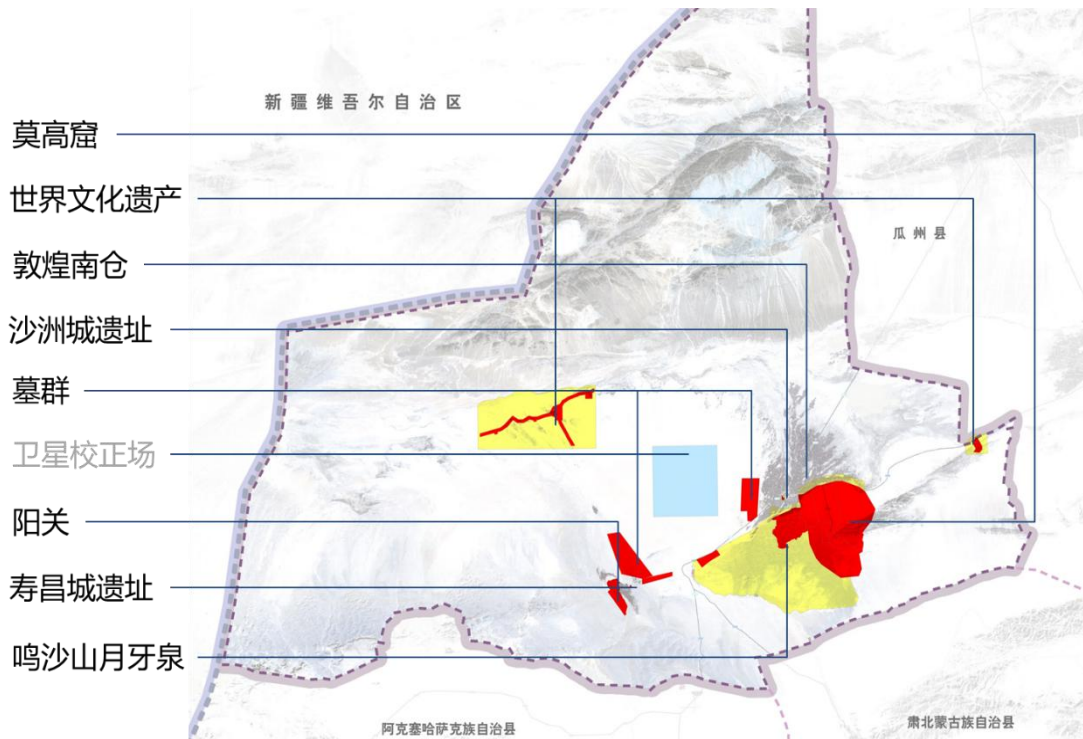 新疆维吾尔自治区
莫高窟
世界文化遗产
瓜州县
敦煌南仓
沙洲城遗址
墓群
卫星校正场
阳关
寿昌城遗址
鸣沙山月牙泉
阿克塞哈萨克族自治县
肃北蒙古族自治县